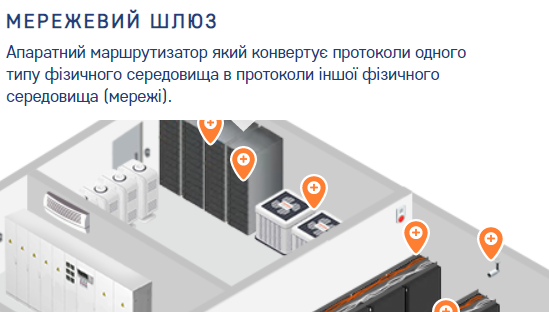 МЕРЕЖЕВИЙ ШЛЮЗ
Апаратний маршрутизатор який конвертує протоколи одного
типу фізичного середовища в протоколи іншої фізичного
середовища (мережі).